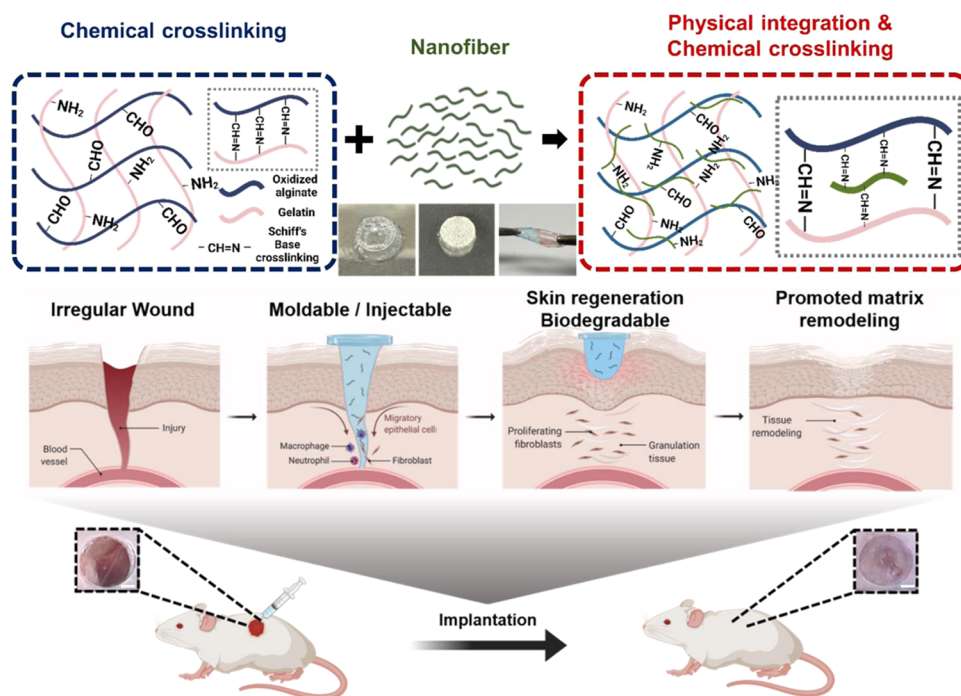 Chemical crosslinking
Nanofiber
Physical integration &
Chemical crosslinking
-NH₂
CHO
CHO
-NH₂
-NH₂
CHO
-NH₂
CHO
-CH=N-
-CH=N-
-CH=N-
Oxidized
alginate
Gelatin
- CH=N -
Schiff's
Base
crosslinking
+
-NH₂
CHO
NH₂
NH₂
NH₂
NH₂
NH₂
CHO
NH₂
CHO
NH₂
CHO
-CH=N-
-CH=N-
-CH=N-
-CH=N-
-CH=N-
Irregular Wound
Moldable / Injectable
Skin regeneration
Biodegradable
Promoted matrix
remodeling
Injury
Blood
vessel
Migratory
epithelial cells
Macrophage
Neutrophil
Fibroblast
Proliferating
fibroblasts
Granulation
tissue
Tissue
remodeling
Implantation